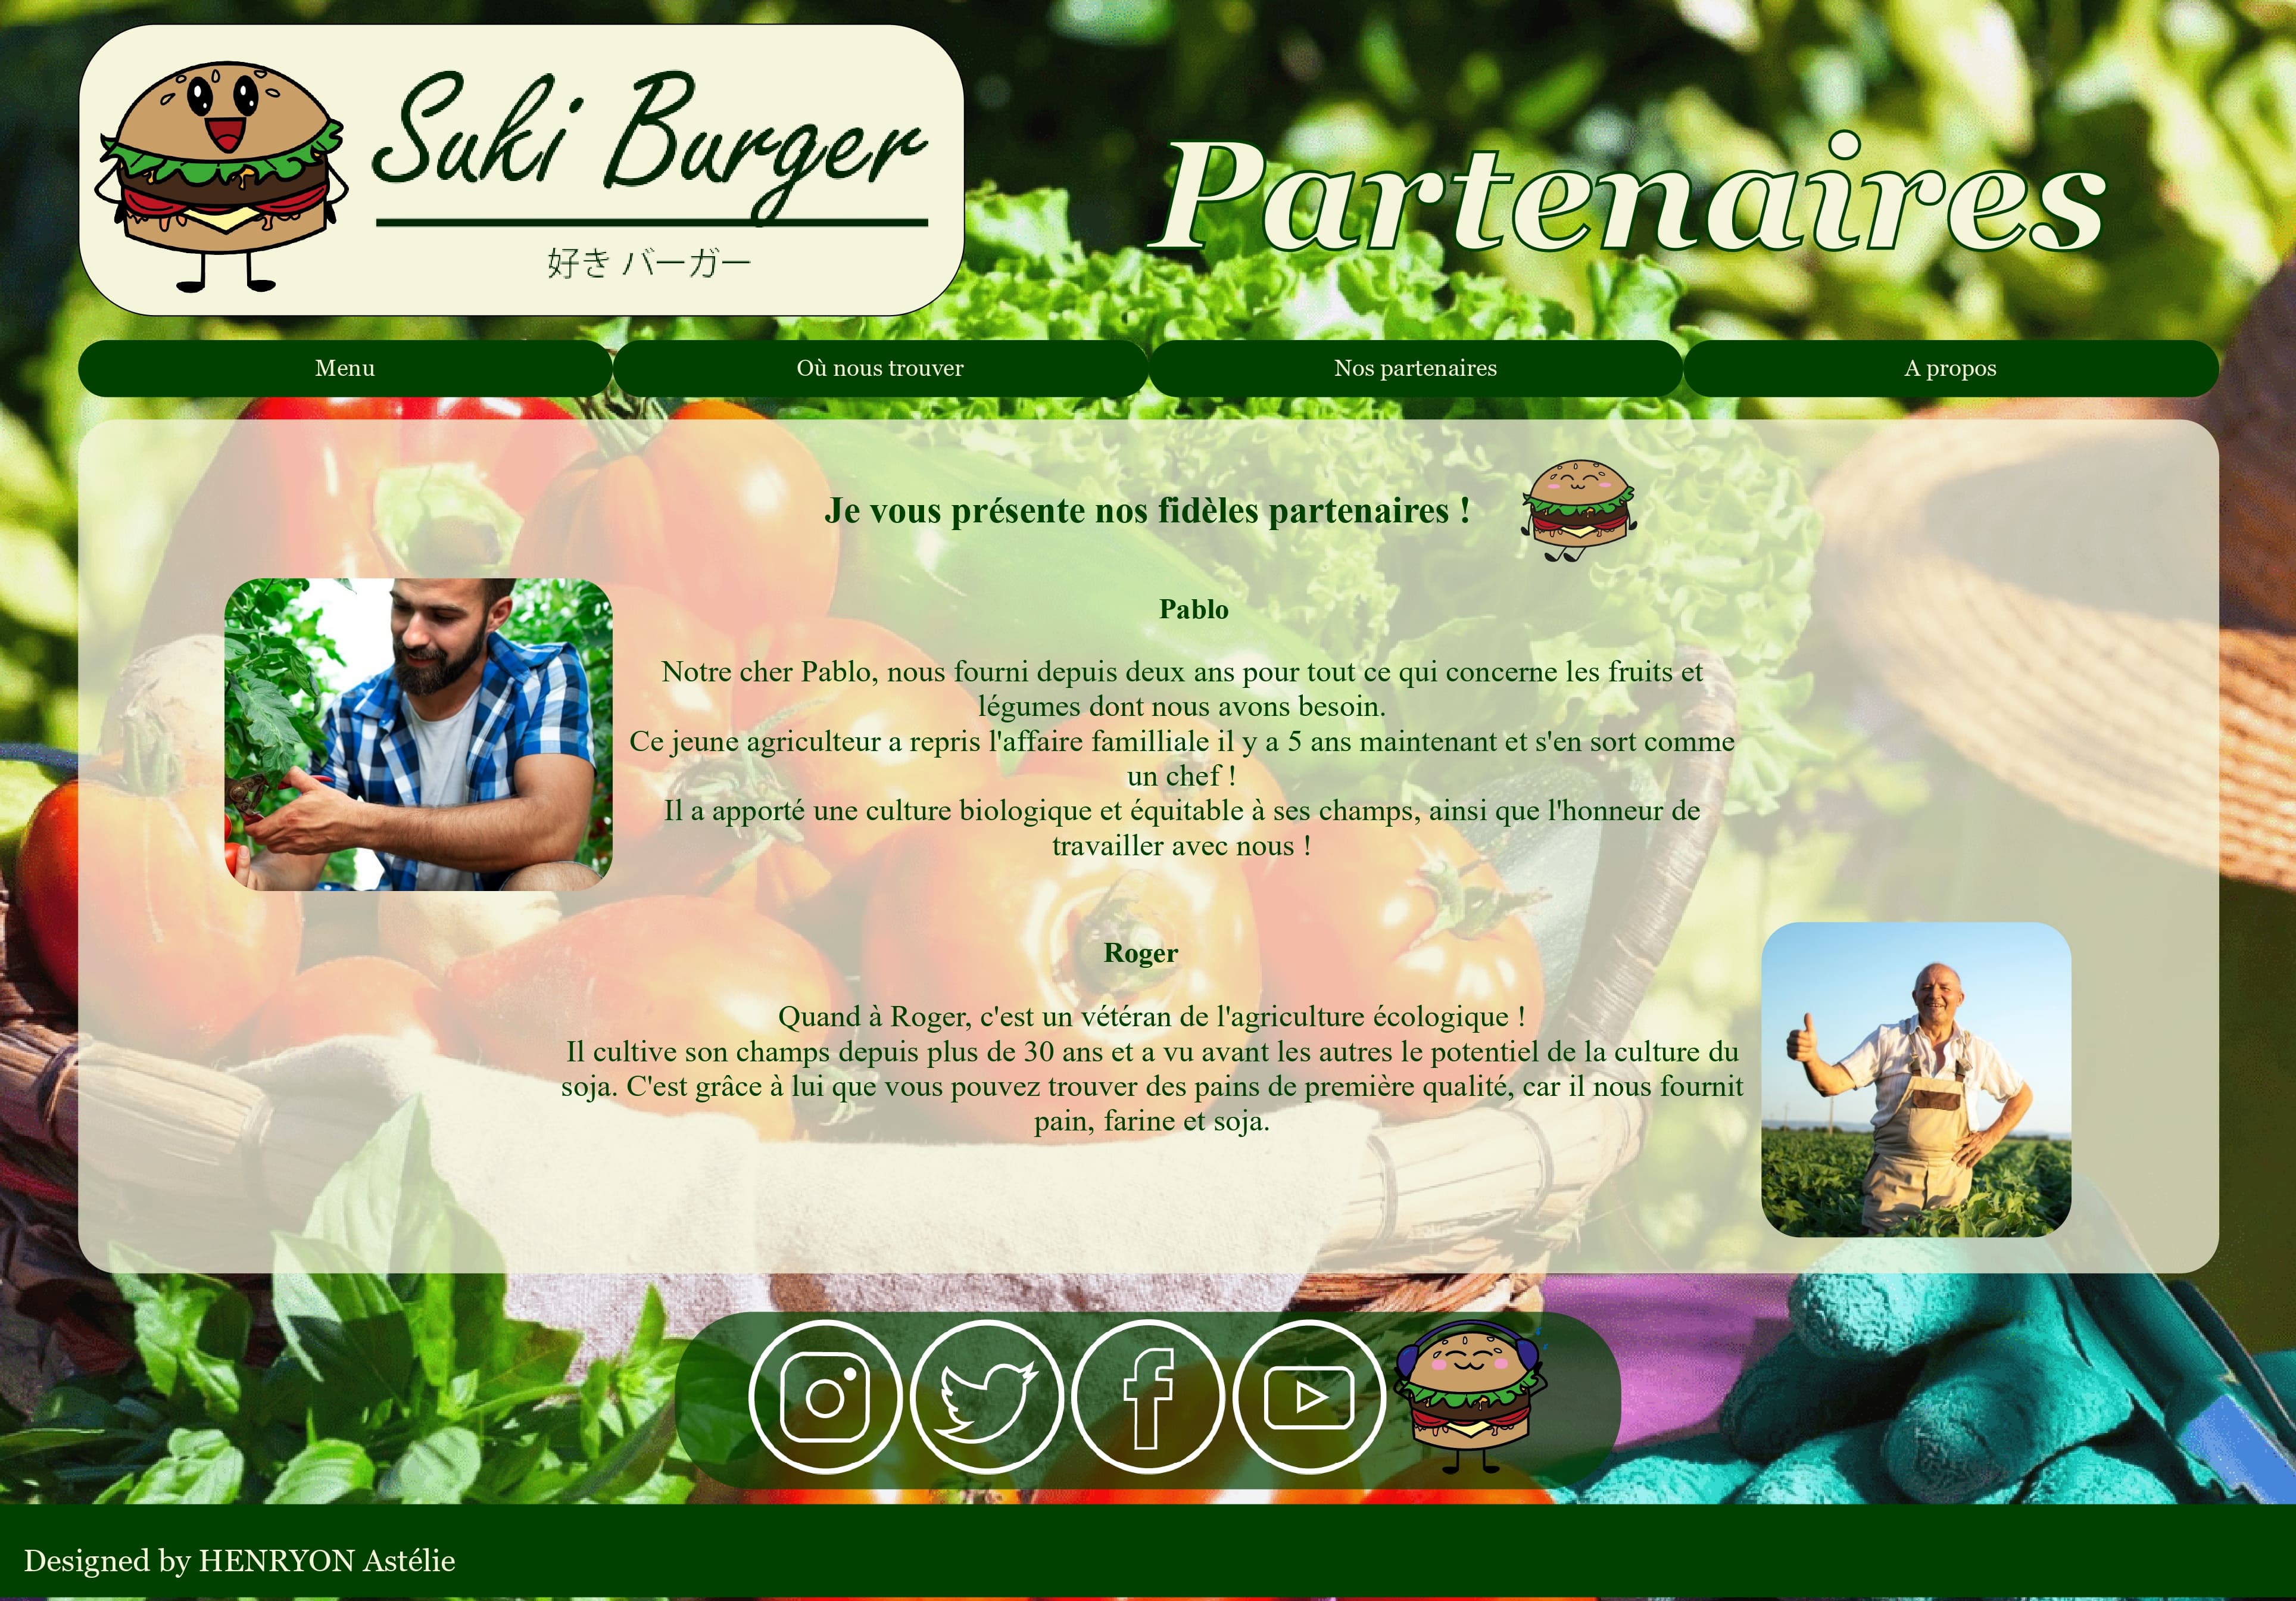 Suki Burger
好き バーガー
Partenaires
Menu
Où nous trouver
Nos partenaires
A propos
Je vous présente nos fidèles partenaires !
Pablo
Notre cher Pablo, nous fourni depuis deux ans pour tout ce qui concerne les fruits et
légumes dont nous avons besoin.
Ce jeune agriculteur a repris l'affaire familliale il y a 5 ans maintenant et s'en sort comme
un chef !
Il a apporté une culture biologique et équitable à ses champs, ainsi que l'honneur de
travailler avec nous !
Roger
Quand à Roger, c'est un vétéran de l'agriculture écologique !
Il cultive son champs depuis plus de 30 ans et a vu avant les autres le potentiel de la culture du
soja. C'est grâce à lui que vous pouvez trouver des pains de première qualité, car il nous fournit
pain, farine et soja.
Designed by HENRYON Astélie